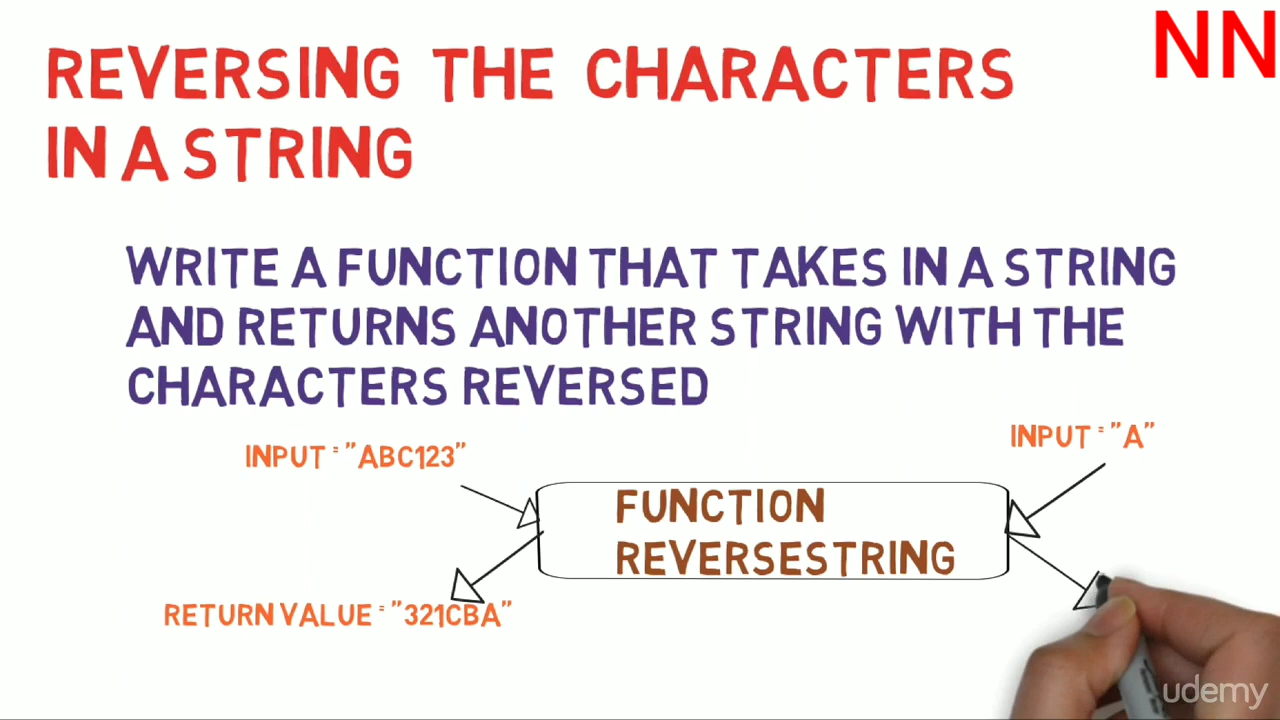 NN
REVERSING THE CHARACTERS
IN A STRING
WRITE A FUNCTION THAT TAKES IN A STRING
AND RETURNS ANOTHER STRING WITH THE
CHARACTERS REVERSED
INPUT = "ABC123"
INPUT = "A"
FUNCTION
REVERSESTRING
RETURN VALUE = "321CBA"
udemy